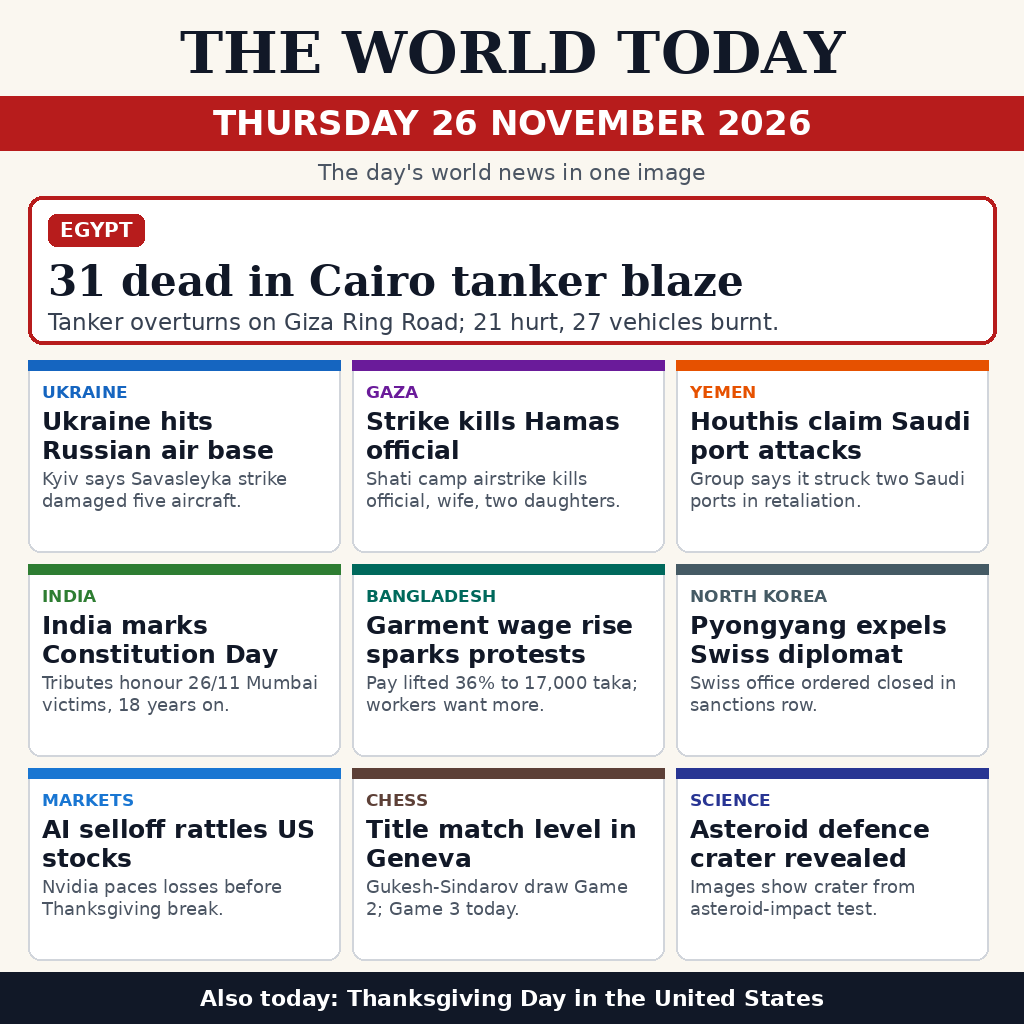 THE WORLD TODAY
THURSDAY 26 NOVEMBER 2026
The day's world news in one image
EGYPT
31 dead in Cairo tanker blaze
Tanker overturns on Giza Ring Road; 21 hurt, 27 vehicles burnt.
UKRAINE
Ukraine hits
Russian air base
Kyiv says Savasleyka strike
damaged five aircraft.
GAZA
Strike kills Hamas
official
Shati camp airstrike kills
official, wife, two daughters.
YEMEN
Houthis claim Saudi
port attacks
Group says it struck two Saudi
ports in retaliation.
INDIA
India marks
Constitution Day
Tributes honour 26/11 Mumbai
victims, 18 years on.
BANGLADESH
Garment wage rise
sparks protests
Pay lifted 36% to 17,000 taka;
workers want more.
NORTH KOREA
Pyongyang expels
Swiss diplomat
Swiss office ordered closed in
sanctions row.
MARKETS
AI selloff rattles US
stocks
Nvidia paces losses before
Thanksgiving break.
CHESS
Title match level in
Geneva
Gukesh-Sindarov draw Game
2; Game 3 today.
SCIENCE
Asteroid defence
crater revealed
Images show crater from
asteroid-impact test.
Also today: Thanksgiving Day in the United States